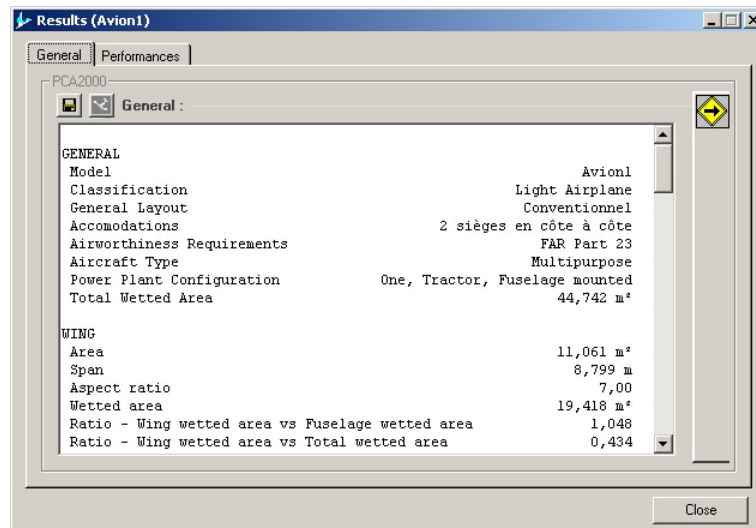 Results (Avion1)
General Performances
PCA2000
General :
GENERAL
Model Avion1
Classification Light Airplane
General Layout Conventionnel
Accomodations 2 sièges en côte à côte
Airworthiness Requirements FAR Part 23
Aircraft Type Multipurpose
Power Plant Configuration One, Tractor, Fuselage mounted
Total Wetted Area 44,742 m²
WING
Area 11,061 m²
Span 8,799 m
Aspect ratio 7,00
Wetted area 19,418 m²
Ratio - Wing wetted area vs Fuselage wetted area 1,048
Ratio - Wing wetted area vs Total wetted area 0,434
Close